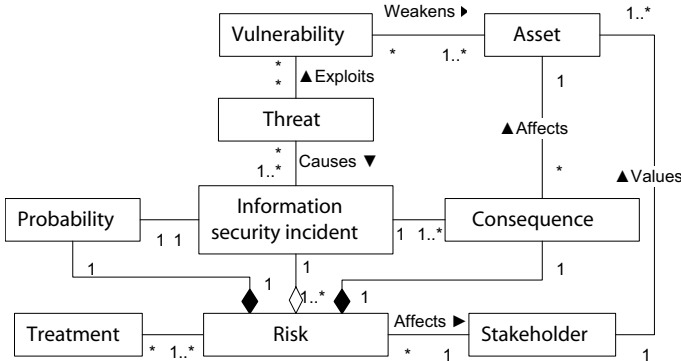 Weakens ▶
1..*
Vulnerability
Asset
* 1..*
*
*
▲Exploits
1
Threat
*
1..*
Causes ▼
▲Affects
*
▲Values
Probability
Information
security incident
Consequence
1 1
1 1..*
1
1
1
1..*
1
1
Treatment
Risk
Affects ►
Stakeholder
* 1..*
* 1
1